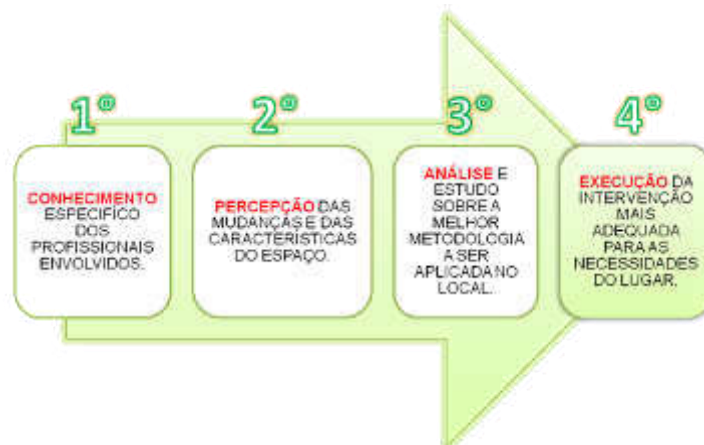 1º
CONHECIMENTO
ESPECIFICO
DOS
PROFISSIONAIS
ENVOLVIDOS.
2º
PERCEPÇÃO DAS
MUDANÇAS E DAS
CARACTERÍSTICAS
DO ESPAÇO.
3º
ANÁLISE E
ESTUDO
SOBRE A
MELHOR
METODOLOGIA
A SER
APLICADA NO
LOCAL.
4º
EXECUÇÃO DA
INTERVENÇÃO
MAIS
ADEQUADA
PARA AS
NECESSIDADES
DO LUGAR.